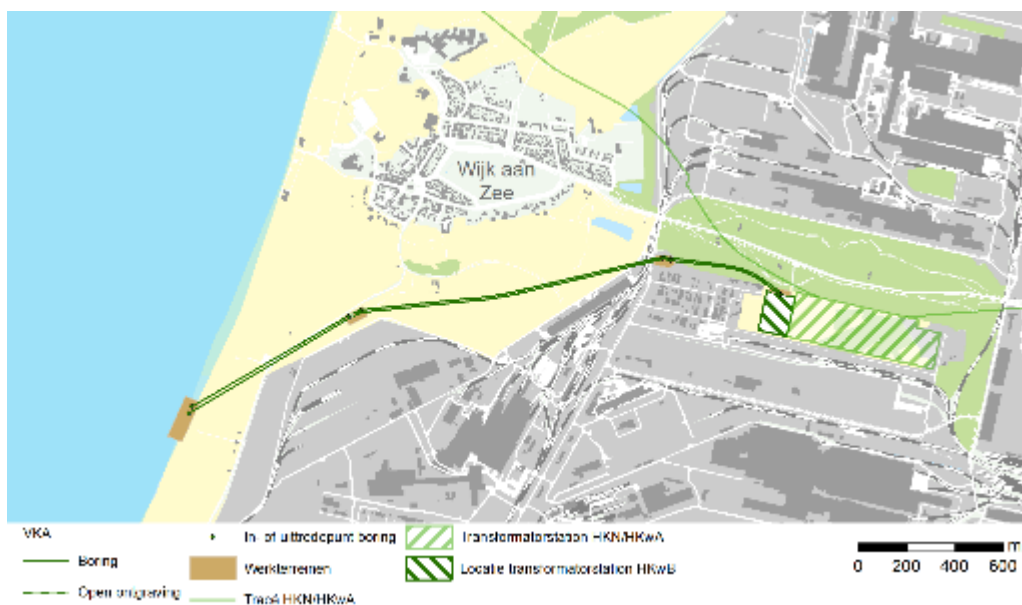 Wijk aan
Zee
VKA
Boring
Open ontgraving
In- of uittredepunt boring
Werkterreinen
Tracé HKN/HKwA
Transformatorstation HKN/HKwA
Locatie transformatorstation HKwB
m
0 200 400 600